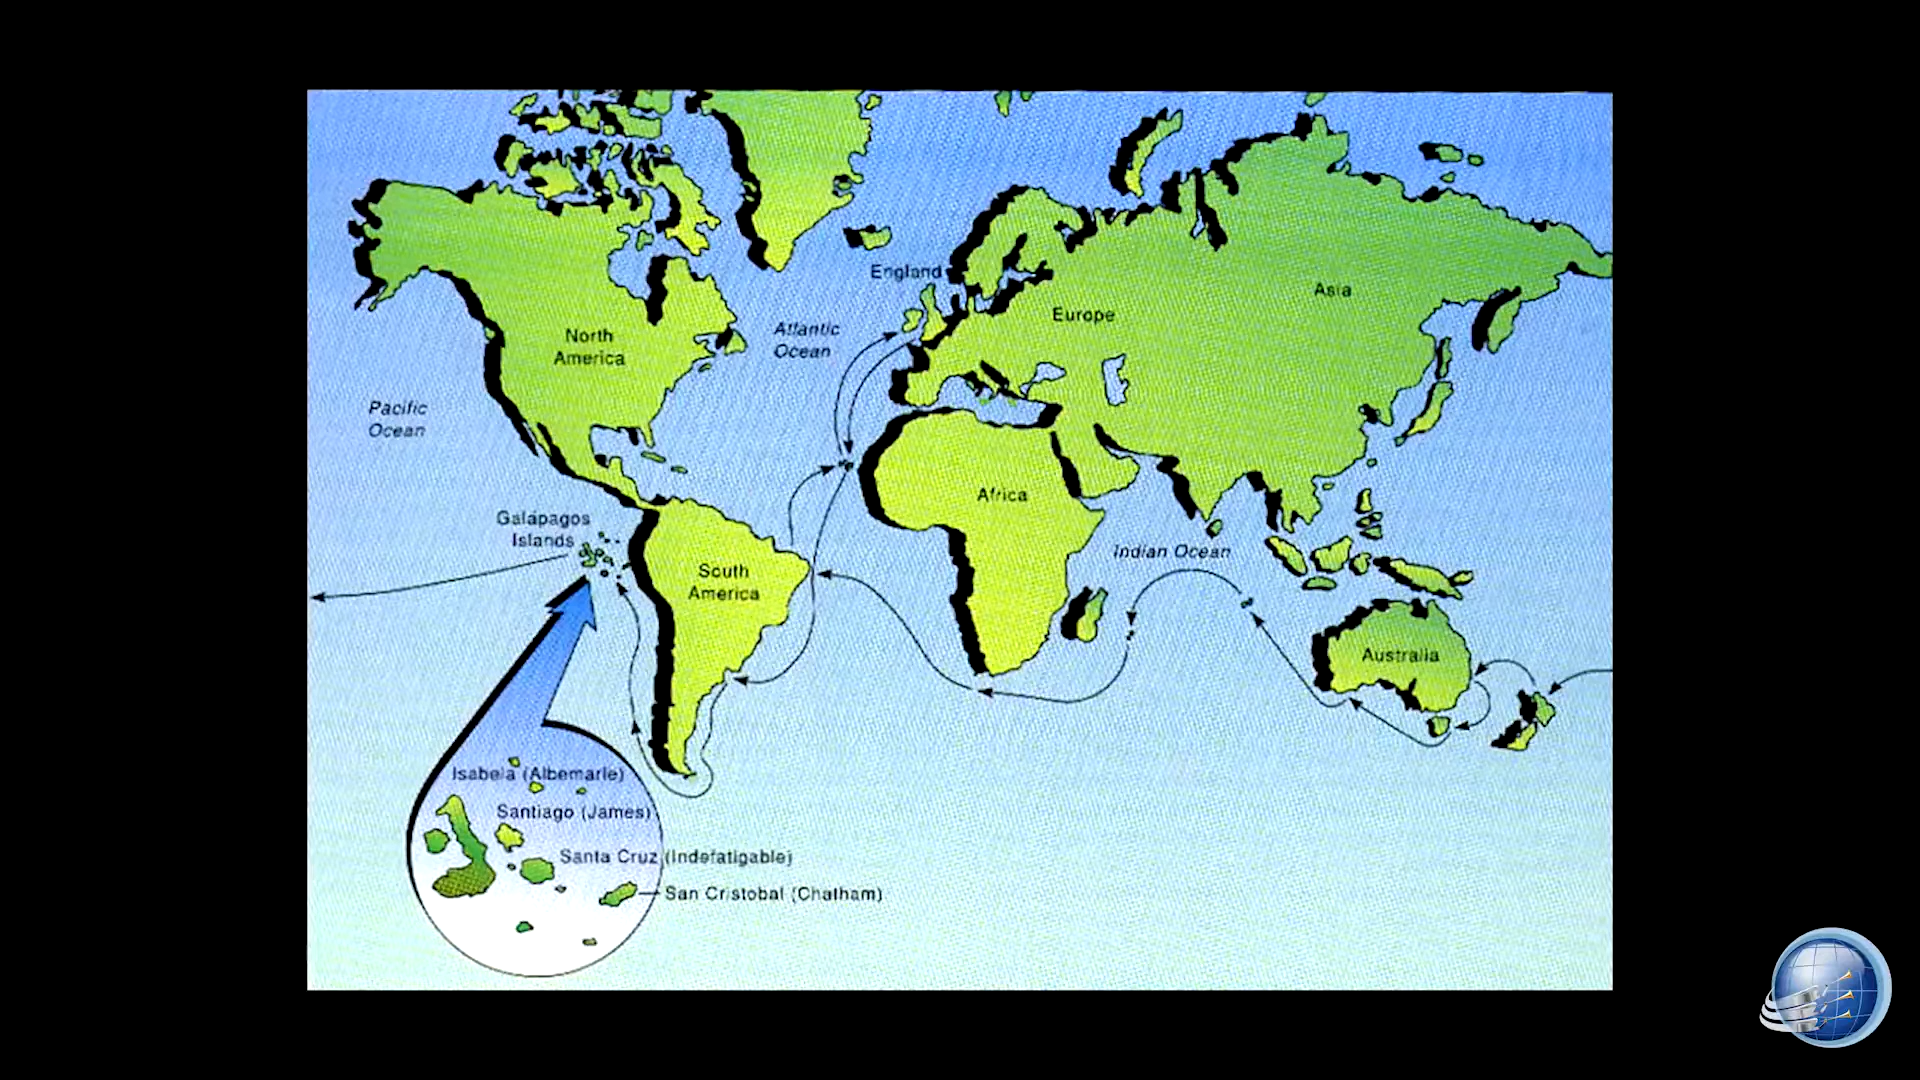 England
Asia
Europe
Atlantic
Ocean
North
America
Pacific
Ocean
Africa
Galápagos
Islands
Indian Ocean
South
America
Australia
Isabela (Albemarle)
Santiago (James)
Santa Cruz (Indefatigable)
San Cristobal (Chatham)